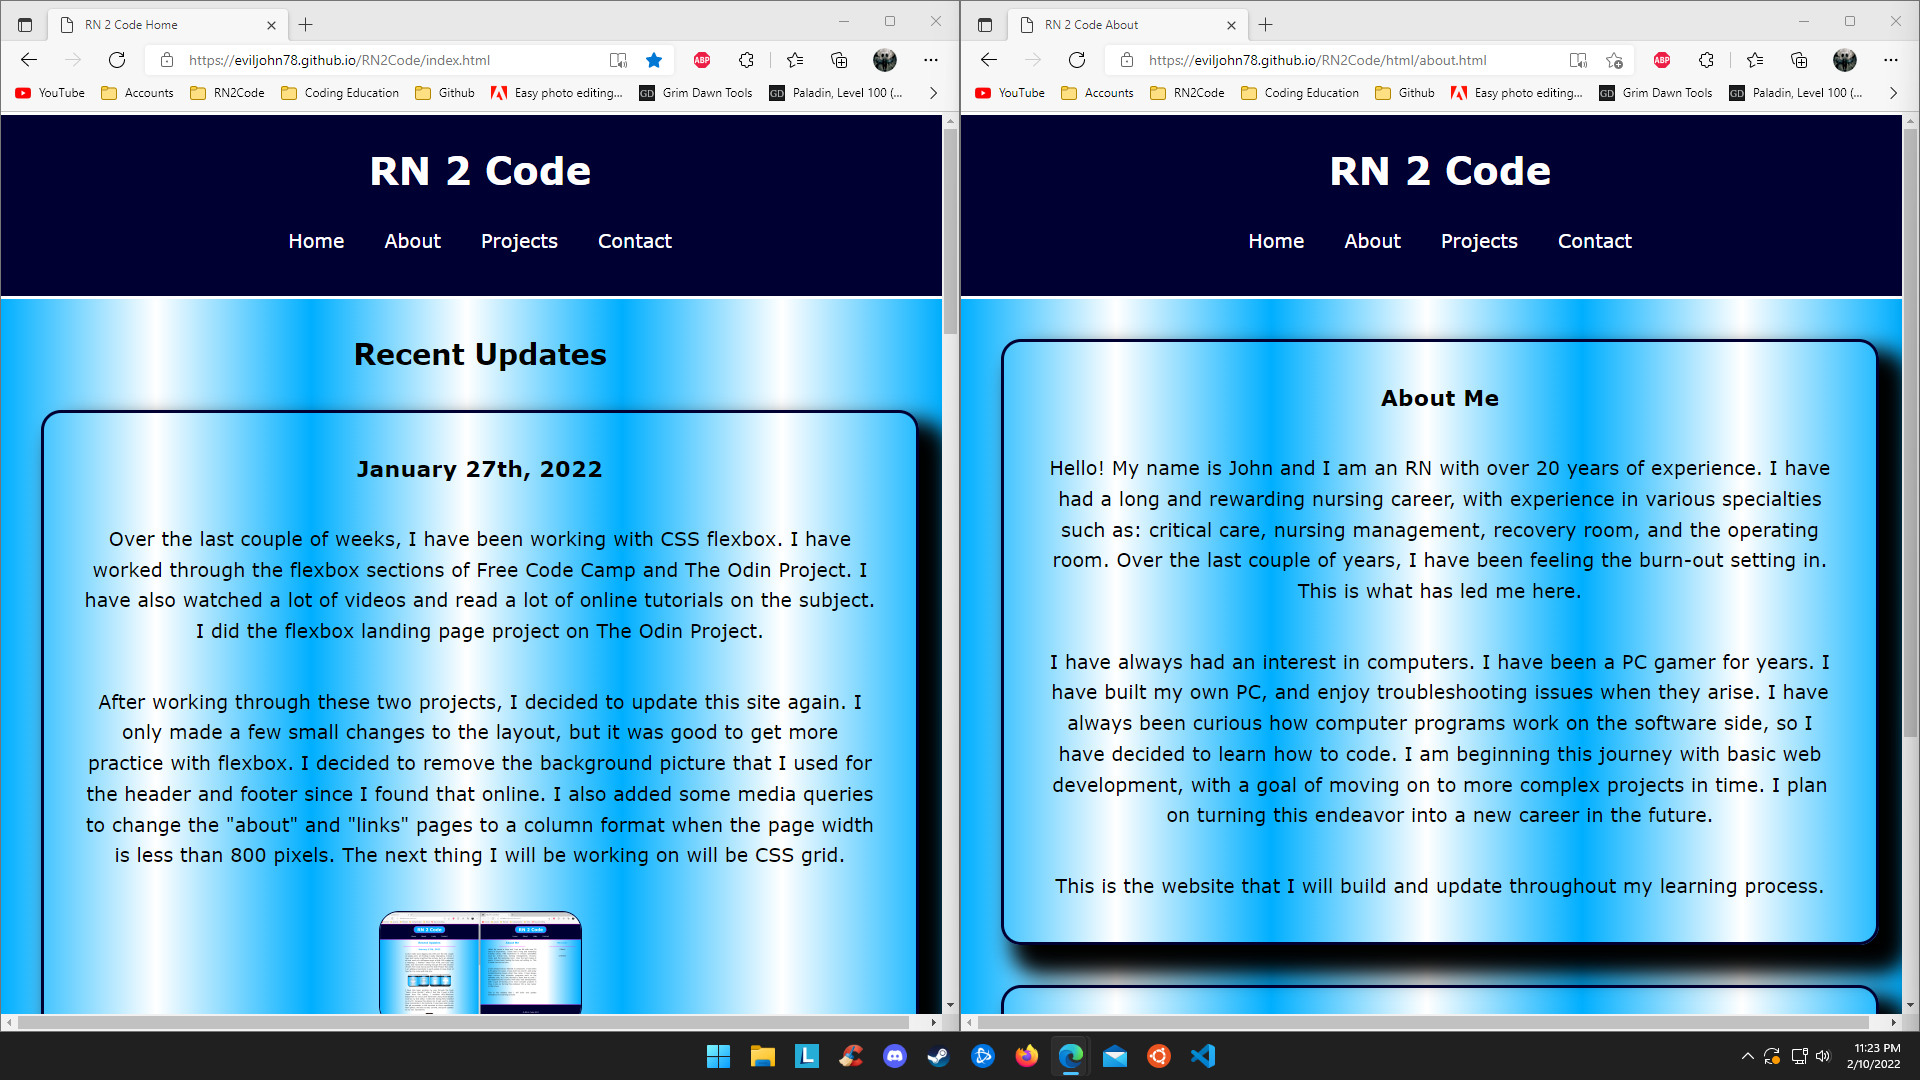 RN 2 Code Home
https://eviljohn78.github.io/RN2Code/index.html
ABP
YouTube Accounts RN2Code Coding Education Github Easy photo editing... GD Grim Dawn Tools GD Paladin, Level 100 (...
RN 2 Code
Home About Projects Contact
Recent Updates
January 27th, 2022
Over the last couple of weeks, I have been working with CSS flexbox. I have
worked through the flexbox sections of Free Code Camp and The Odin Project. I
have also watched a lot of videos and read a lot of online tutorials on the subject.
I did the flexbox landing page project on The Odin Project.
After working through these two projects, I decided to update this site again. I
only made a few small changes to the layout, but it was good to get more
practice with flexbox. I decided to remove the background picture that I used for
the header and footer since I found that online. I also added some media queries
to change the "about" and "links" pages to a column format when the page width
is less than 800 pixels. The next thing I will be working on will be CSS grid.
RN 2 Code RN 2 Code
RN 2 Code About
https://eviljohn78.github.io/RN2Code/html/about.html
ABP
YouTube Accounts RN2Code Coding Education Github Easy photo editing... GD Grim Dawn Tools GD Paladin, Level 100 (...
RN 2 Code
Home About Projects Contact
About Me
Hello! My name is John and I am an RN with over 20 years of experience. I have
had a long and rewarding nursing career, with experience in various specialties
such as: critical care, nursing management, recovery room, and the operating
room. Over the last couple of years, I have been feeling the burn-out setting in.
This is what has led me here.
I have always had an interest in computers. I have been a PC gamer for years. I
have built my own PC, and enjoy troubleshooting issues when they arise. I have
always been curious how computer programs work on the software side, so I
have decided to learn how to code. I am beginning this journey with basic web
development, with a goal of moving on to more complex projects in time. I plan
on turning this endeavor into a new career in the future.
This is the website that I will build and update throughout my learning process.
L
11:23 PM
2/10/2022